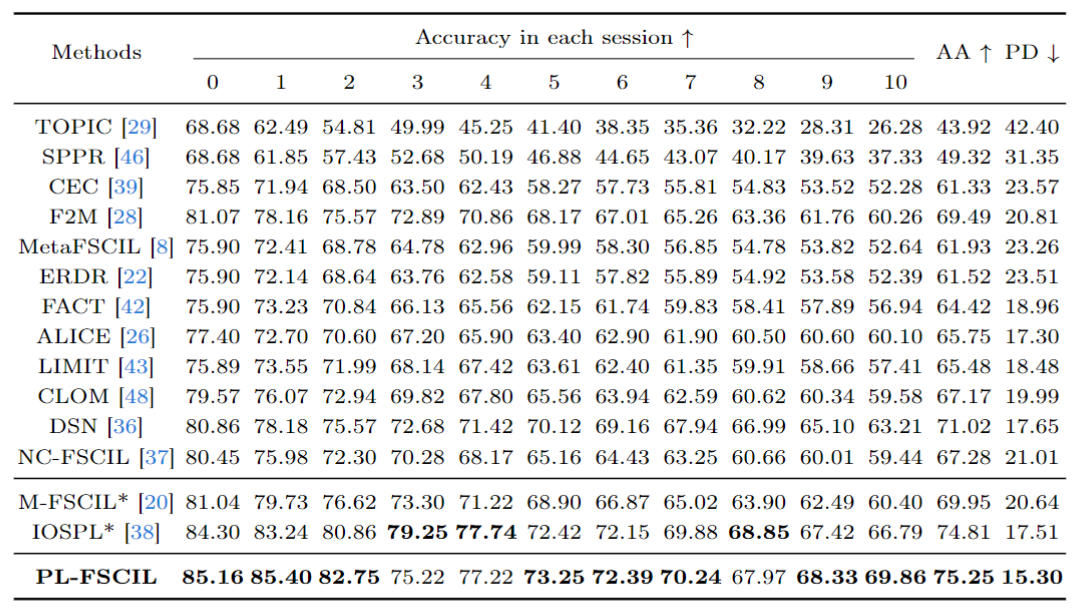 Methods Accuracy in each session ↑ AA ↑ PD ↓
0 1 2 3 4 5 6 7 8 9 10
TOPIC [29] 68.68 62.49 54.81 49.99 45.25 41.40 38.35 35.36 32.22 28.31 26.28 43.92 42.40
SPPR [46] 68.68 61.85 57.43 52.68 50.19 46.88 44.65 43.07 40.17 39.63 37.33 49.32 31.35
CEC [39] 75.85 71.94 68.50 63.50 62.43 58.27 57.73 55.81 54.83 53.52 52.28 61.33 23.57
F2M [28] 81.07 78.16 75.57 72.89 70.86 68.17 67.01 65.26 63.36 61.76 60.26 69.49 20.81
MetaFSCIL [8] 75.90 72.41 68.78 64.78 62.96 59.99 58.30 56.85 54.78 53.82 52.64 61.93 23.26
ERDR [22] 75.90 72.14 68.64 63.76 62.58 59.11 57.82 55.89 54.92 53.58 52.39 61.52 23.51
FACT [42] 75.90 73.23 70.84 66.13 65.56 62.15 61.74 59.83 58.41 57.89 56.94 64.42 18.96
ALICE [26] 77.40 72.70 70.60 67.20 65.90 63.40 62.90 61.90 60.50 60.60 60.10 65.75 17.30
LIMIT [43] 75.89 73.55 71.99 68.14 67.42 63.61 62.40 61.35 59.91 58.66 57.41 65.48 18.48
CLOM [48] 79.57 76.07 72.94 69.82 67.80 65.56 63.94 62.59 60.62 60.34 59.58 67.17 19.99
DSN [36] 80.86 78.18 75.57 72.68 71.42 70.12 69.16 67.94 66.99 65.10 63.21 71.02 17.65
NC-FSCIL [37] 80.45 75.98 72.30 70.28 68.17 65.16 64.43 63.25 60.66 60.01 59.44 67.28 21.01
M-FSCIL* [20] 81.04 79.73 76.62 73.30 71.22 68.90 66.87 65.02 63.90 62.49 60.40 69.95 20.64
IOSPL* [38] 84.30 83.24 80.86 79.25 77.74 72.42 72.15 69.88 68.85 67.42 66.79 74.81 17.51
PL-FSCIL 85.16 85.40 82.75 75.22 77.22 73.25 72.39 70.24 67.97 68.33 69.86 75.25 15.30